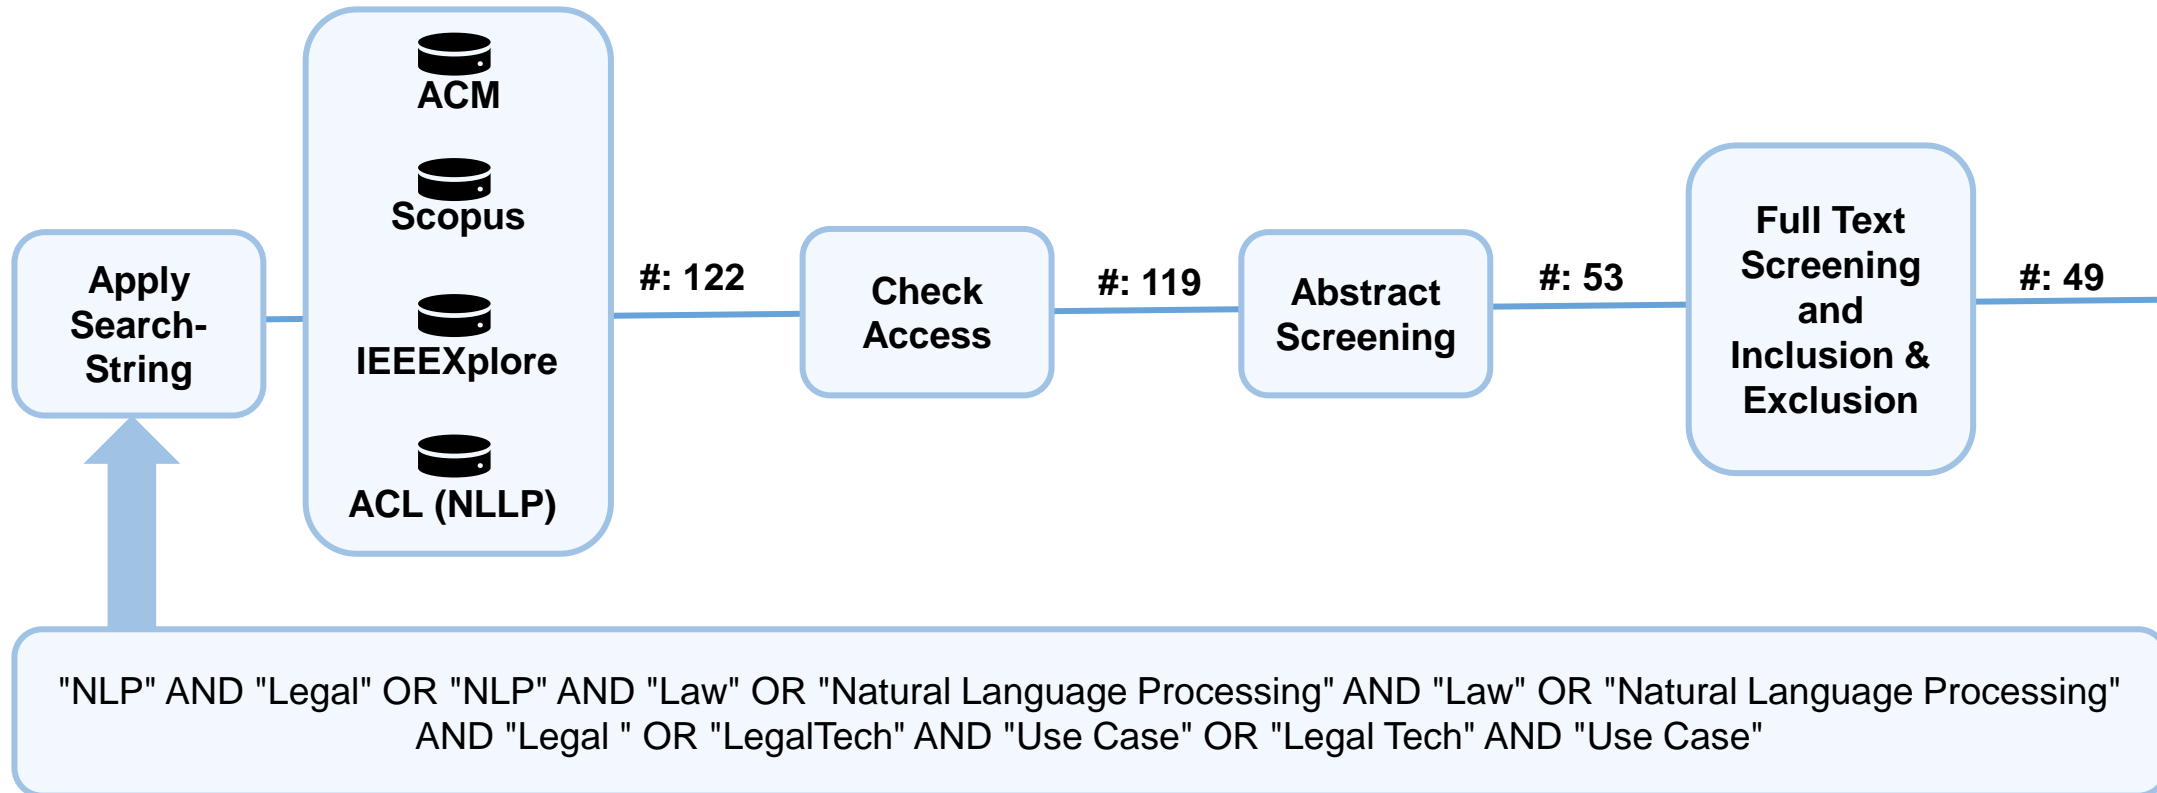 Apply
Search-
String
ACM
Scopus
IEEEXplore
ACL (NLLP)
#: 122
Check
Access
#: 119
Abstract
Screening
#: 53
Full Text
Screening
and
Inclusion &
Exclusion
#: 49
"NLP" AND "Legal" OR "NLP" AND "Law" OR "Natural Language Processing" AND "Law" OR "Natural Language Processing"
AND "Legal " OR "LegalTech" AND "Use Case" OR "Legal Tech" AND "Use Case"